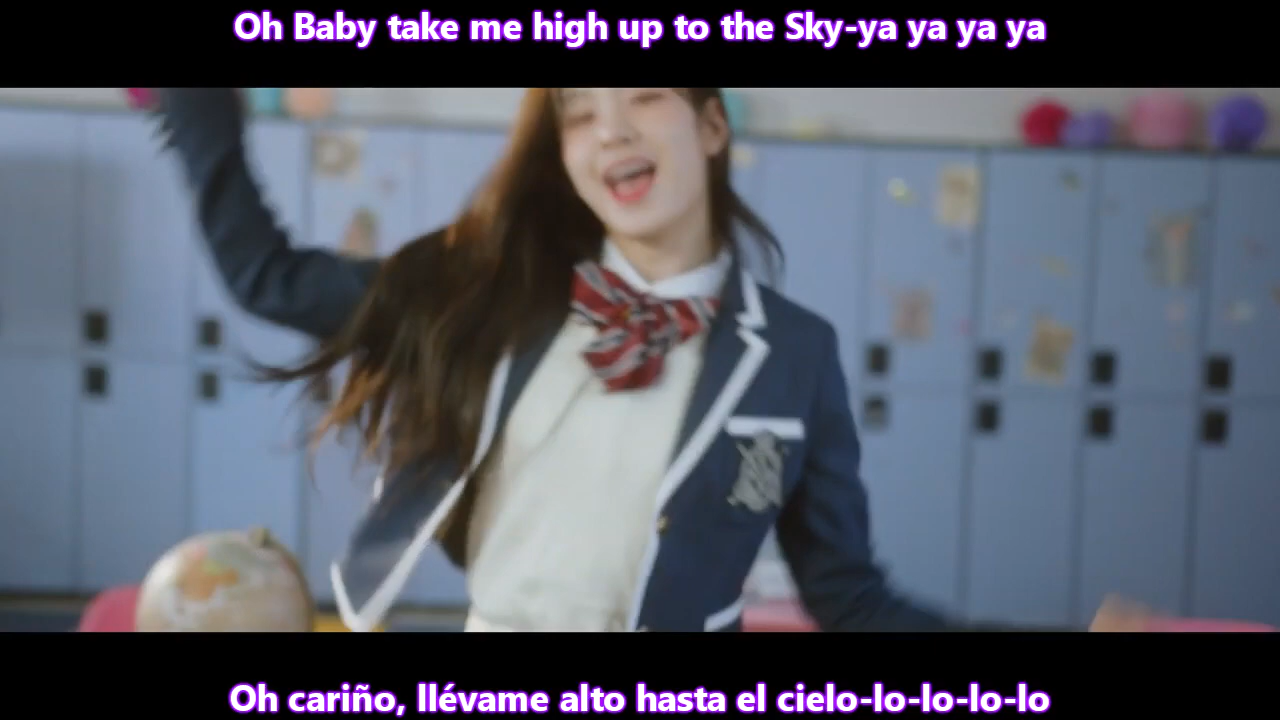 Oh Baby take me high up to the Sky-ya ya ya ya
Oh cariño, llévame alto hasta el cielo-lo-lo-lo-lo